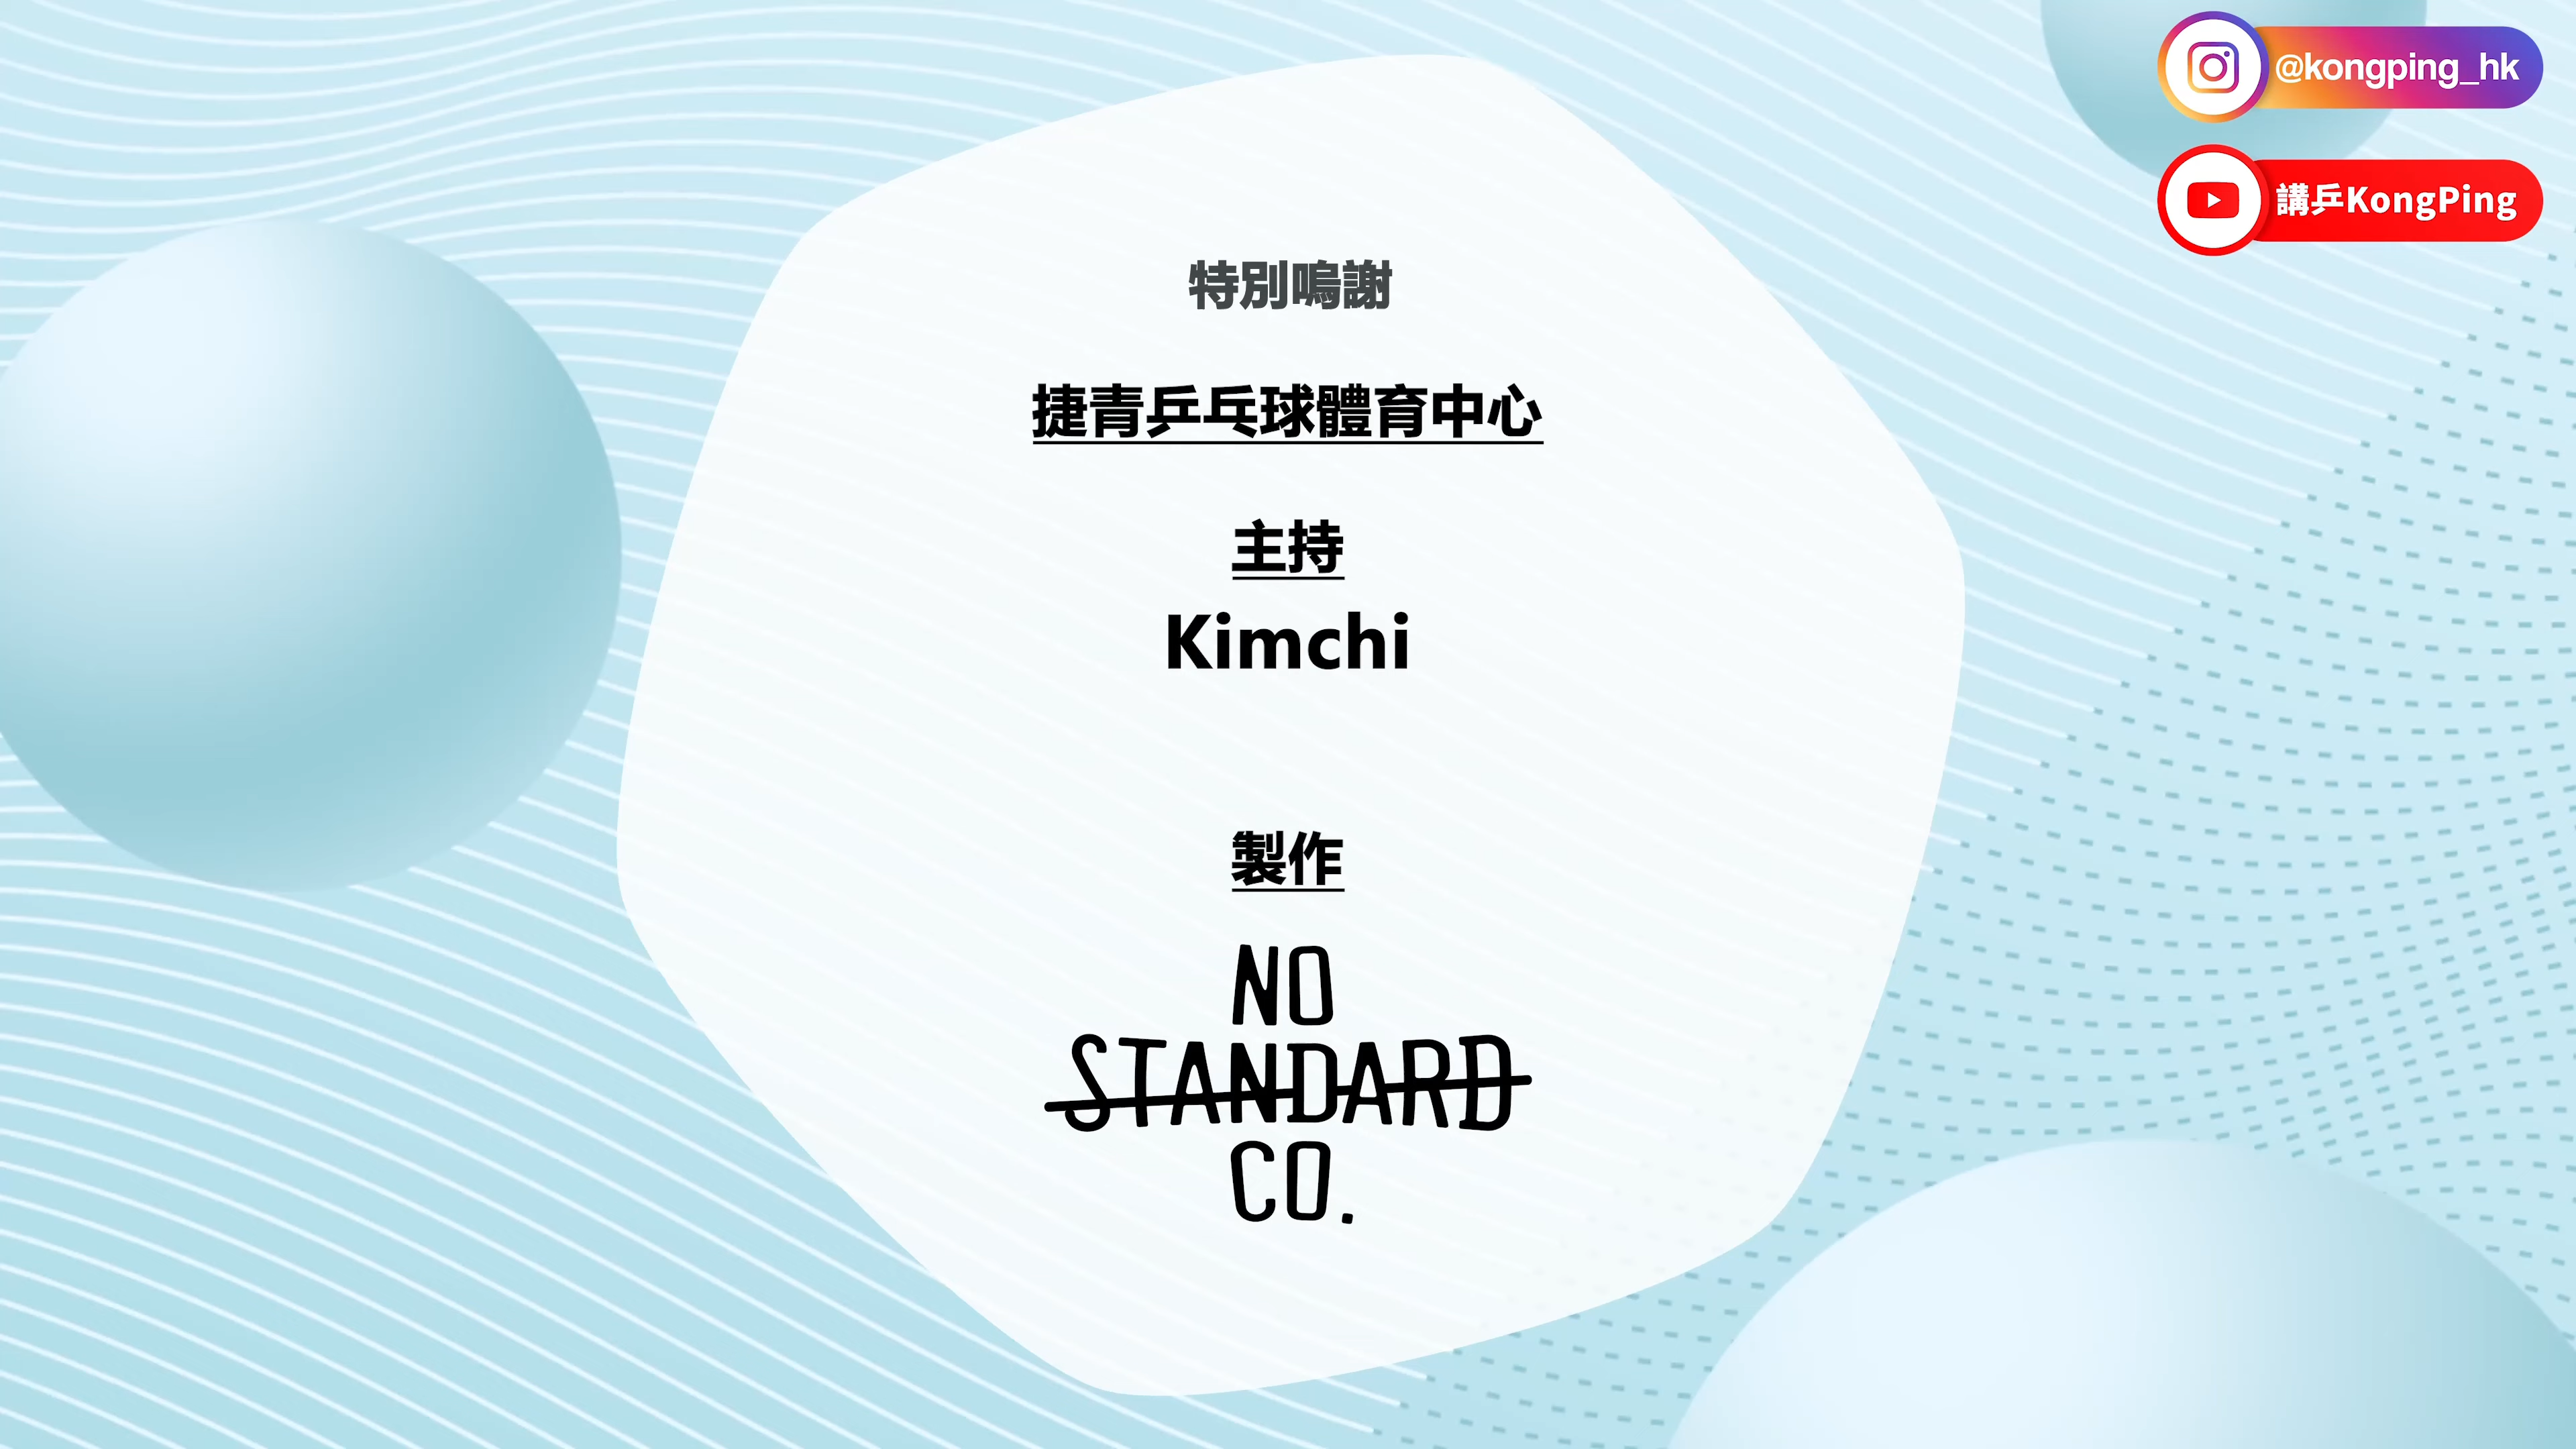 @kongping_hk
講乒KongPing
特別嗚謝
捷青乒乓球體育中心
主持
Kimchi
製作
NO
STANDARD
CO.